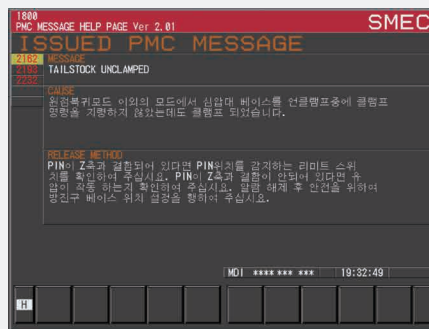 1800
PMC MESSAGE HELP PAGE Ver 2.01
SMEC
ISSUED PMC MESSAGE
2162
MESSAGE
2193
TAILSTOCK UNCLAMPED
2232
CAUSE
원점복귀모드 이외의 모드에서 심압대 베이스를 언클램프중에 클램프
명령을 지령하지 않았는데도 클램프 되었습니다.
RELEASE METHOD
PIN이 Z축과 결합되어 있다면 PIN위치를 감지하는 리미트 스위
치를 확인하여 주십시요. PIN이 Z축과 결합이 안되어 있다면 유
압이 작동 하는지 확인하여 주십시요. 알람 해제 후 안전을 위하여
방진구 베이스 위치 설정을 행하여 주십시요.
MDI **** *** ***
19:32:49
H